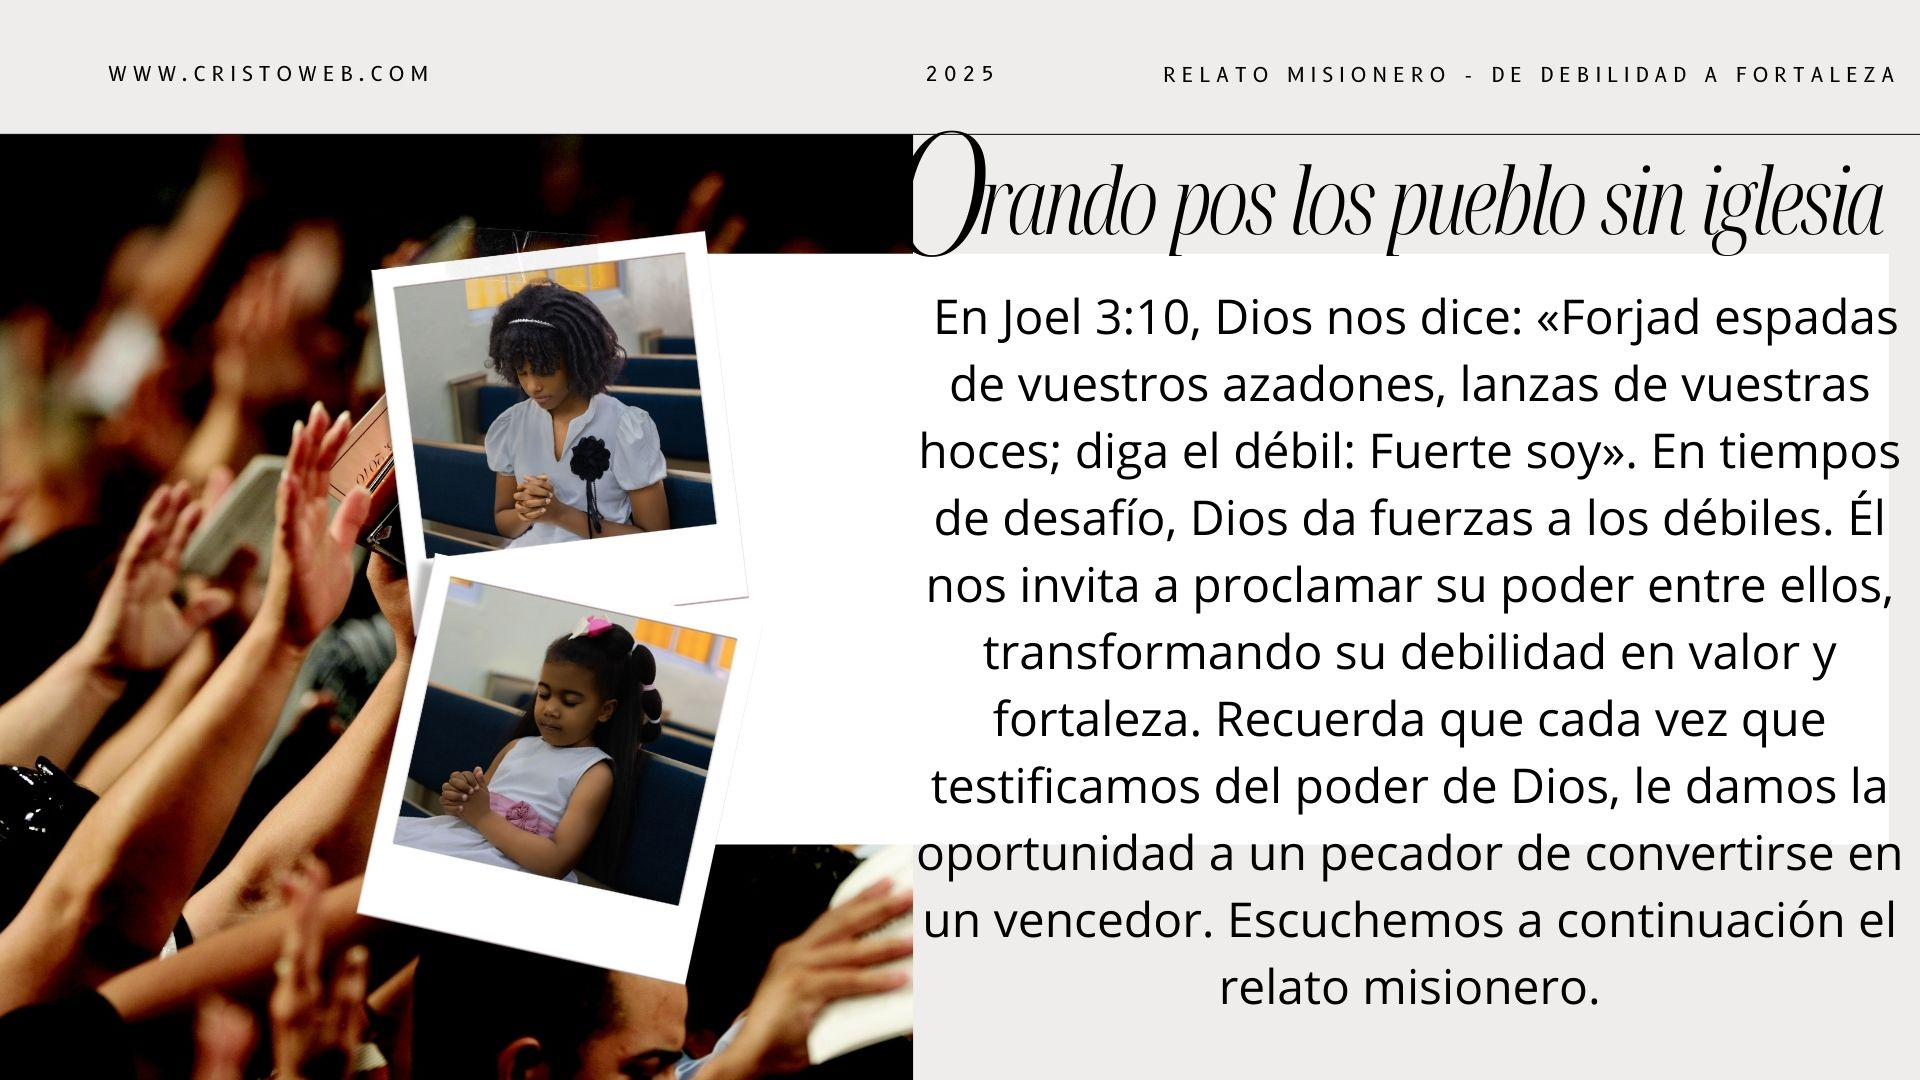 WWW.CRISTOWEB.COM
2025
RELATO MISIONERO - DE DEBILIDAD A FORTALEZA
Orando pos los pueblo sin iglesia
En Joel 3:10, Dios nos dice: «Forjad espadas
de vuestros azadones, lanzas de vuestras
hoces; diga el débil: Fuerte soy». En tiempos
de desafío, Dios da fuerzas a los débiles. Él
nos invita a proclamar su poder entre ellos,
transformando su debilidad en valor y
fortaleza. Recuerda que cada vez que
testificamos del poder de Dios, le damos la
oportunidad a un pecador de convertirse en
un vencedor. Escuchemos a continuación el
relato misionero.